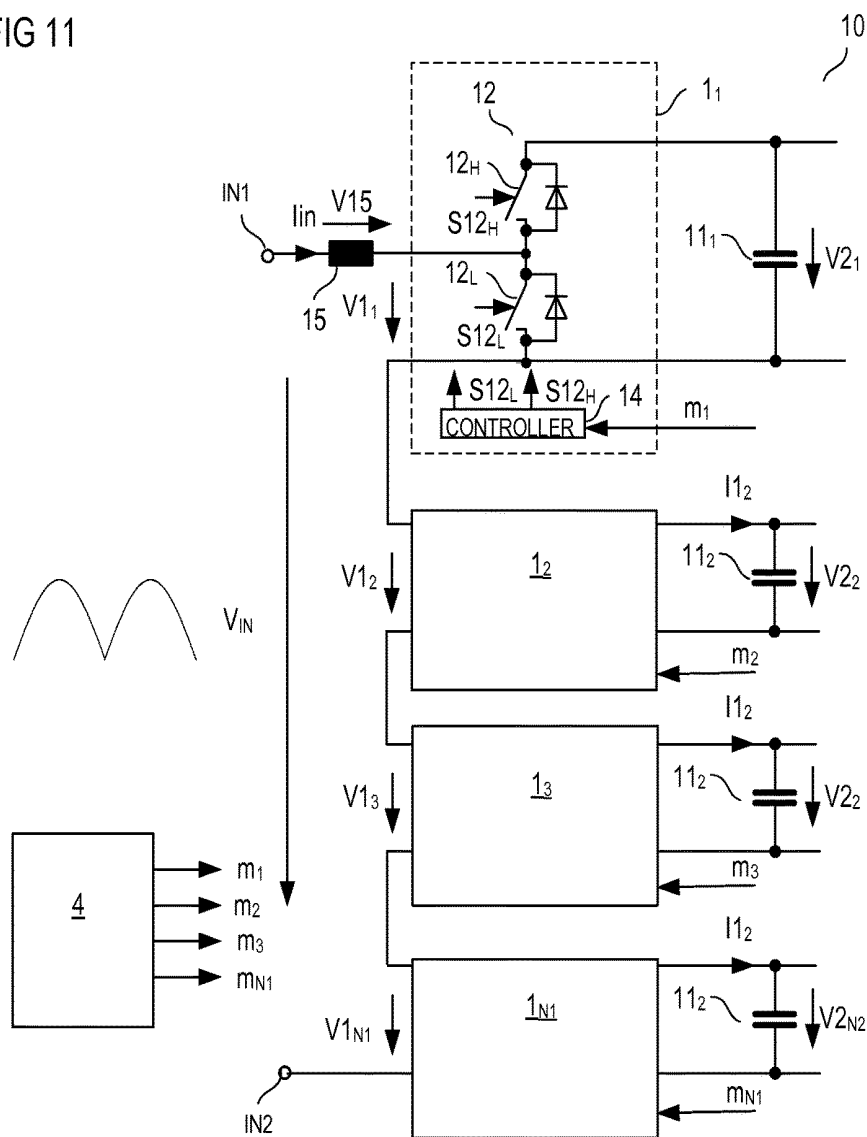 FIG 11
10
1₁
12
12H
IN1
Iin
V15
S12H
11₁
V2₁
15
12L
V1₁
S12L
S12L
S12H
14
CONTROLLER
m₁
I1₂
1₂
11₂
V1₂
V2₂
VIN
m₂
I1₂
1₃
11₂
V1₃
V2₂
m₁
4
m₂
m₃
m₃
mN1
I1₂
1N1
11₂
V1N1
V2N2
IN2
mN1